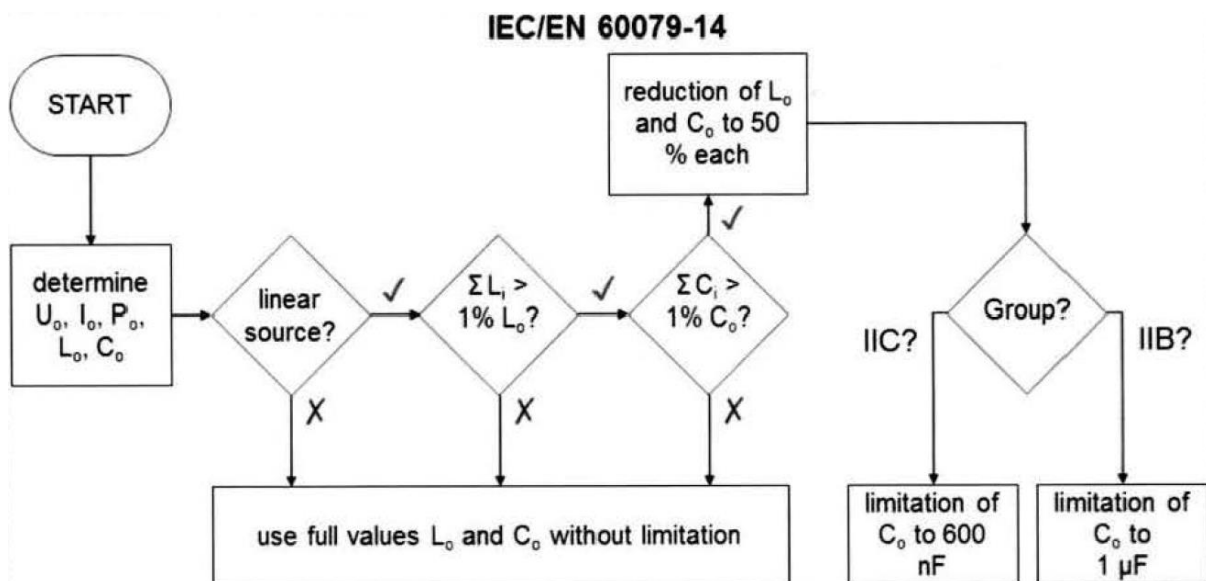 IEC/EN 60079-14
START
reduction of Lₒ
and Cₒ to 50
% each
determine
Uₒ, Iₒ, Pₒ,
Lₒ, Cₒ
linear
source?
✓
Σ Lᵢ >
1% Lₒ?
✓
Σ Cᵢ >
1% Cₒ?
✓
Group?
IIC?
IIB?
X
X
X
use full values Lₒ and Cₒ without limitation
limitation of
Cₒ to 600
nF
limitation of
Cₒ to
1 µF